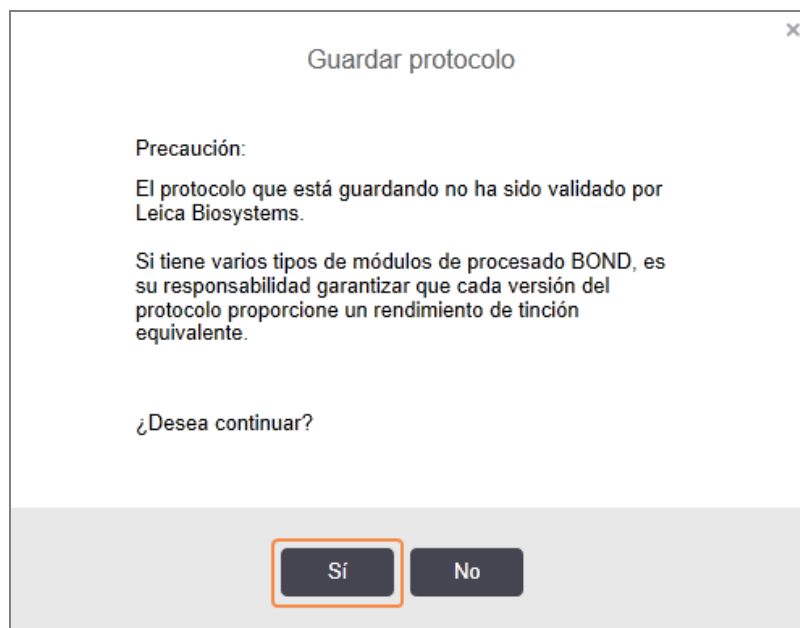 Guardar protocolo
Precaución:
El protocolo que está guardando no ha sido validado por
Leica Biosystems.
Si tiene varios tipos de módulos de procesado BOND, es
su responsabilidad garantizar que cada versión del
protocolo proporcione un rendimiento de tinción
equivalente.
¿Desea continuar?
Sí No